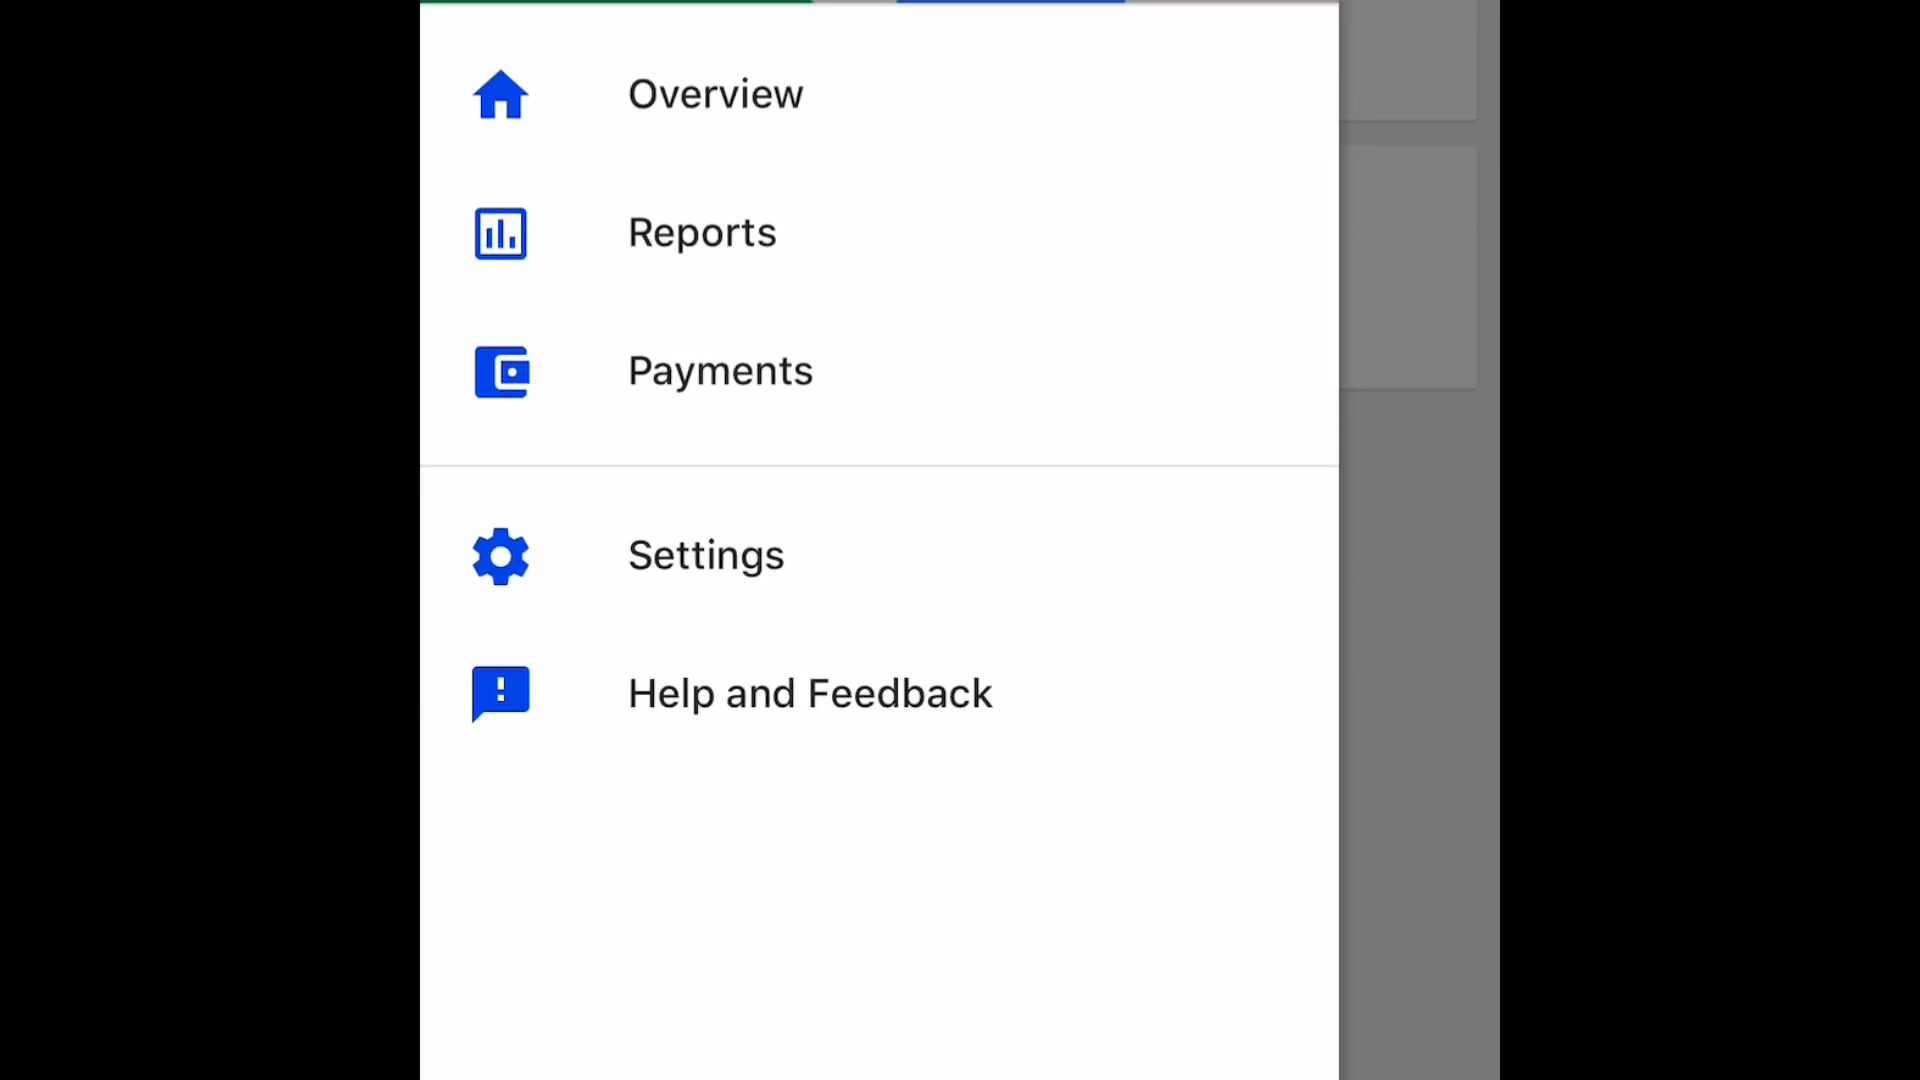 Overview
Reports
Payments
Settings
Help and Feedback